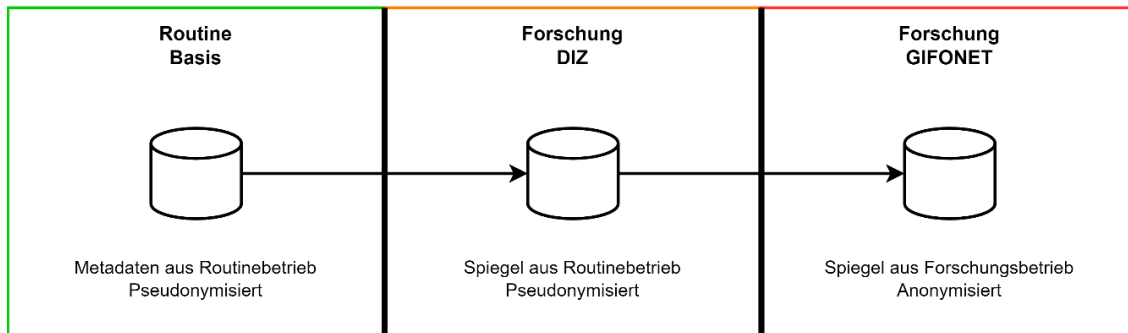 Routine
Basis
Forschung
DIZ
Forschung
GIFONET
Metadaten aus Routinebetrieb
Pseudonymisiert
Spiegel aus Routinebetrieb
Pseudonymisiert
Spiegel aus Forschungsbetrieb
Anonymisiert